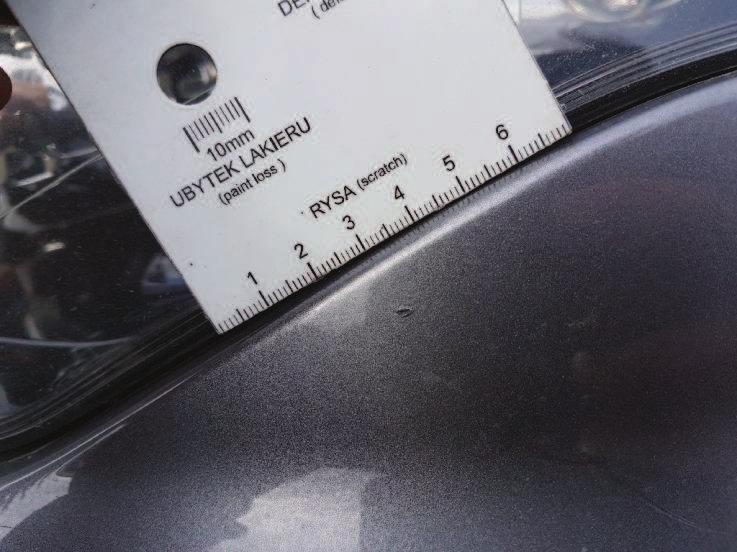 10mm
UBYTEK LAKIERU
(paint loss)
RYSA (scratch)
1 2 3 4 5 6